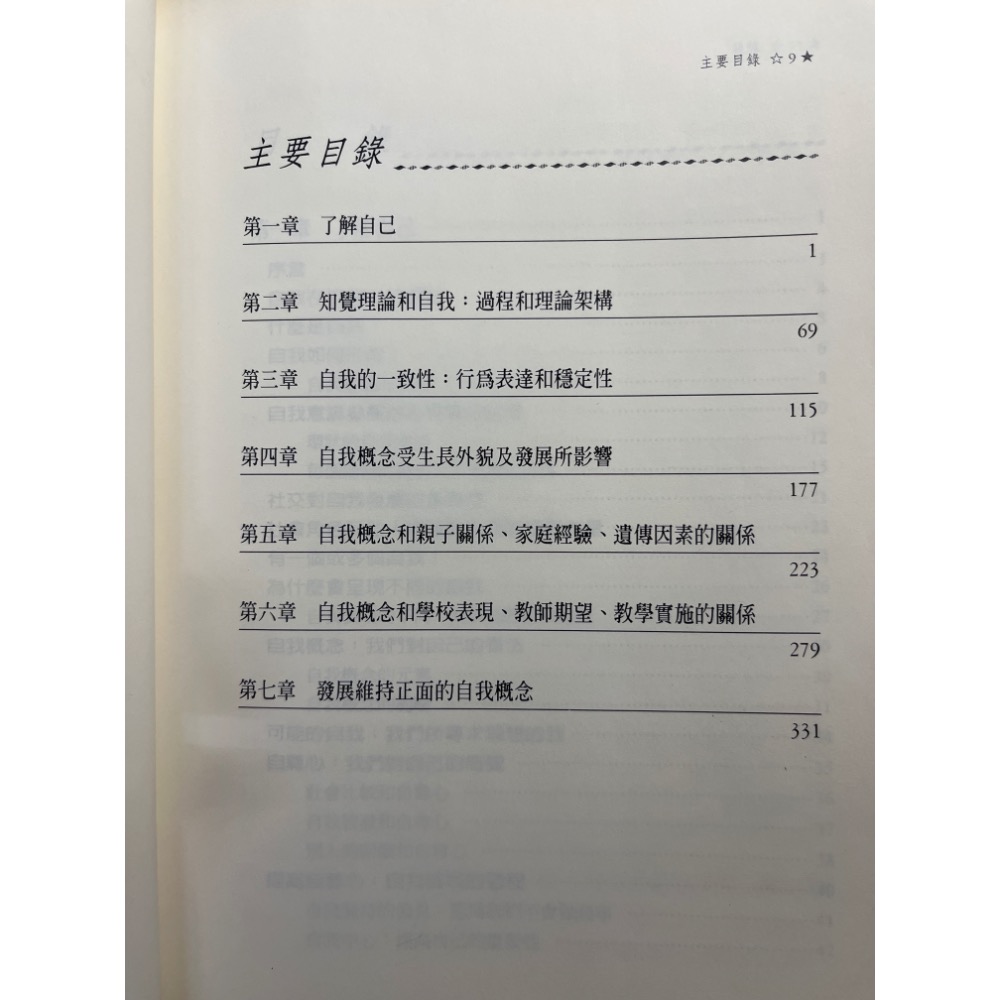 主要目錄 ☆9★
主要目錄
第一章 了解自己
1
第二章 知覺理論和自我：過程和理論架構
69
第三章 自我的一致性：行爲表達和穩定性
115
第四章 自我概念受生長外貌及發展所影響
177
第五章 自我概念和親子關係、家庭經驗、遺傳因素的關係
223
第六章 自我概念和學校表現、教師期望、教學實施的關係
279
第七章 發展維持正面的自我概念
331